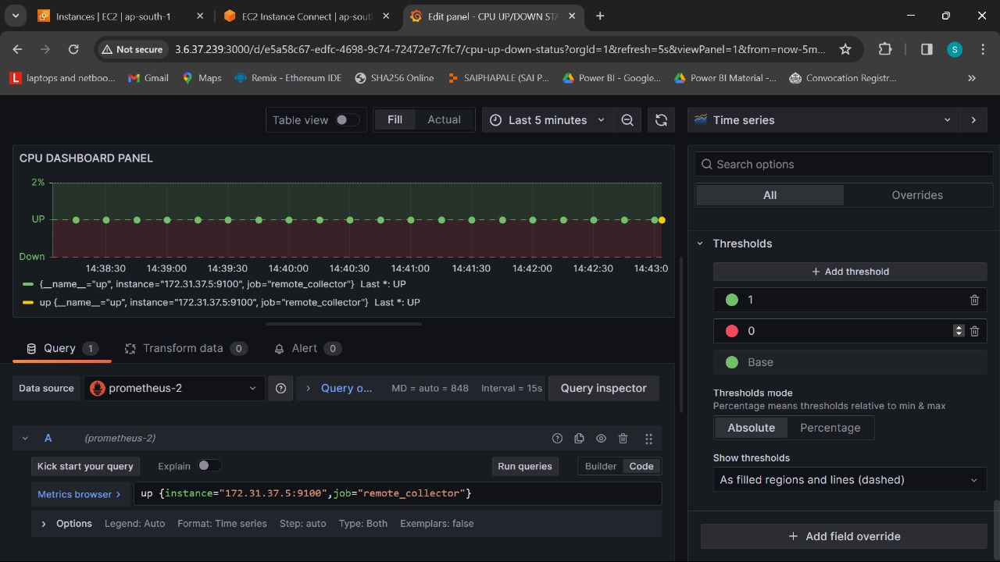 Instances | EC2 | ap-south-1
EC2 Instance Connect | ap-sout
Edit panel - CPU UP/DOWN STA
Not secure 3.6.37.239:3000/d/e5a58c67-edfc-4698-9c74-72472e7c7fc7/cpu-up-down-status?orgId=1&refresh=5s&viewPanel=1&from=now-5m...
S
laptops and netboo... Gmail Maps Remix - Ethereum IDE SHA256 Online SAIPHAPALE (SAI P... Power BI - Google... Power BI Material -... Convocation Registr...
Table view Fill Actual Last 5 minutes Time series
CPU DASHBOARD PANEL
2%
UP
Down
14:38:30 14:39:00 14:39:30 14:40:00 14:40:30 14:41:00 14:41:30 14:42:00 14:42:30 14:43:0
{__name__="up", instance="172.31.37.5:9100", job="remote_collector"} Last *: UP
up {__name__="up", instance="172.31.37.5:9100", job="remote_collector"} Last *: UP
Query 1 Transform data 0 Alert 0
Data source prometheus-2 Query o... MD = auto = 848 Interval = 15s Query inspector
A (prometheus-2)
Kick start your query Explain Run queries Builder Code
Metrics browser > up {instance="172.31.37.5:9100",job="remote_collector"}
Options Legend: Auto Format: Time series Step: auto Type: Both Exemplars: false
Search options
All Overrides
Thresholds
+ Add threshold
1
0
Base
Thresholds mode
Percentage means thresholds relative to min & max
Absolute Percentage
Show thresholds
As filled regions and lines (dashed)
+ Add field override